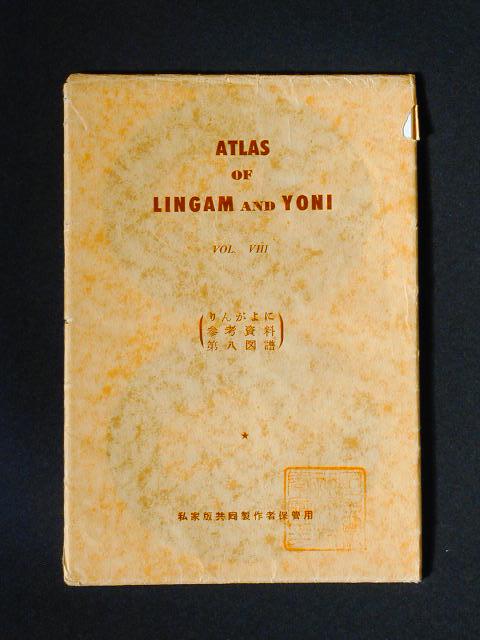 ATLAS
OF
LINGAM AND YONI
VOL. VIII
りんがよに
参考資料
第八図譜
★
私家版共同製作者保管用